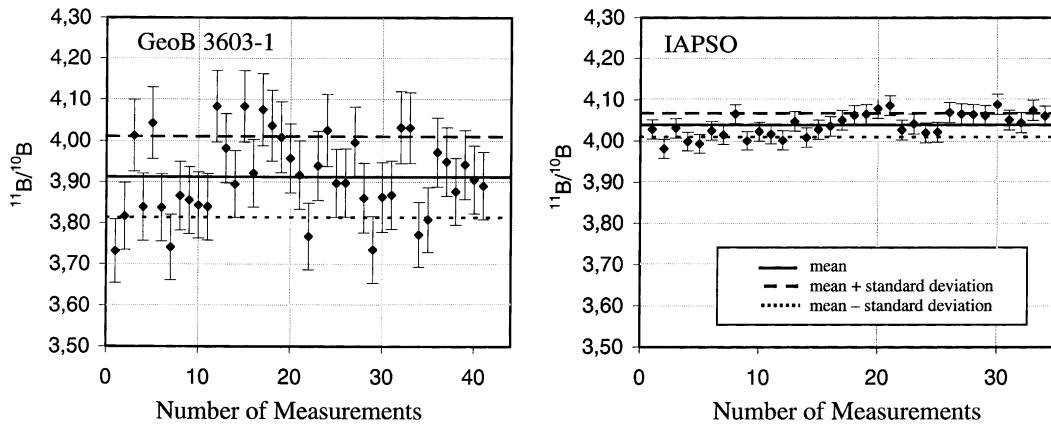 GeoB 3603-1
4,30
4,20
4,10
4,00
3,90
3,80
3,70
3,60
3,50
¹¹B/¹⁰B
0 10 20 30 40
Number of Measurements
IAPSO
4,30
4,20
4,10
4,00
3,90
3,80
3,70
3,60
3,50
¹¹B/¹⁰B
mean
mean + standard deviation
mean – standard deviation
0 10 20 30
Number of Measurements